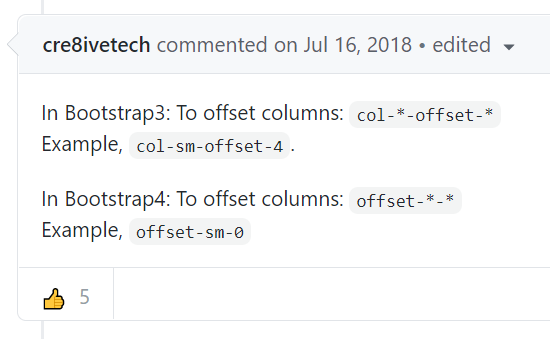 cre8ivetech commented on Jul 16, 2018 • edited
In Bootstrap3: To offset columns: col-*-offset-*
Example, col-sm-offset-4.
In Bootstrap4: To offset columns: offset-*-*
Example, offset-sm-0
👍 5